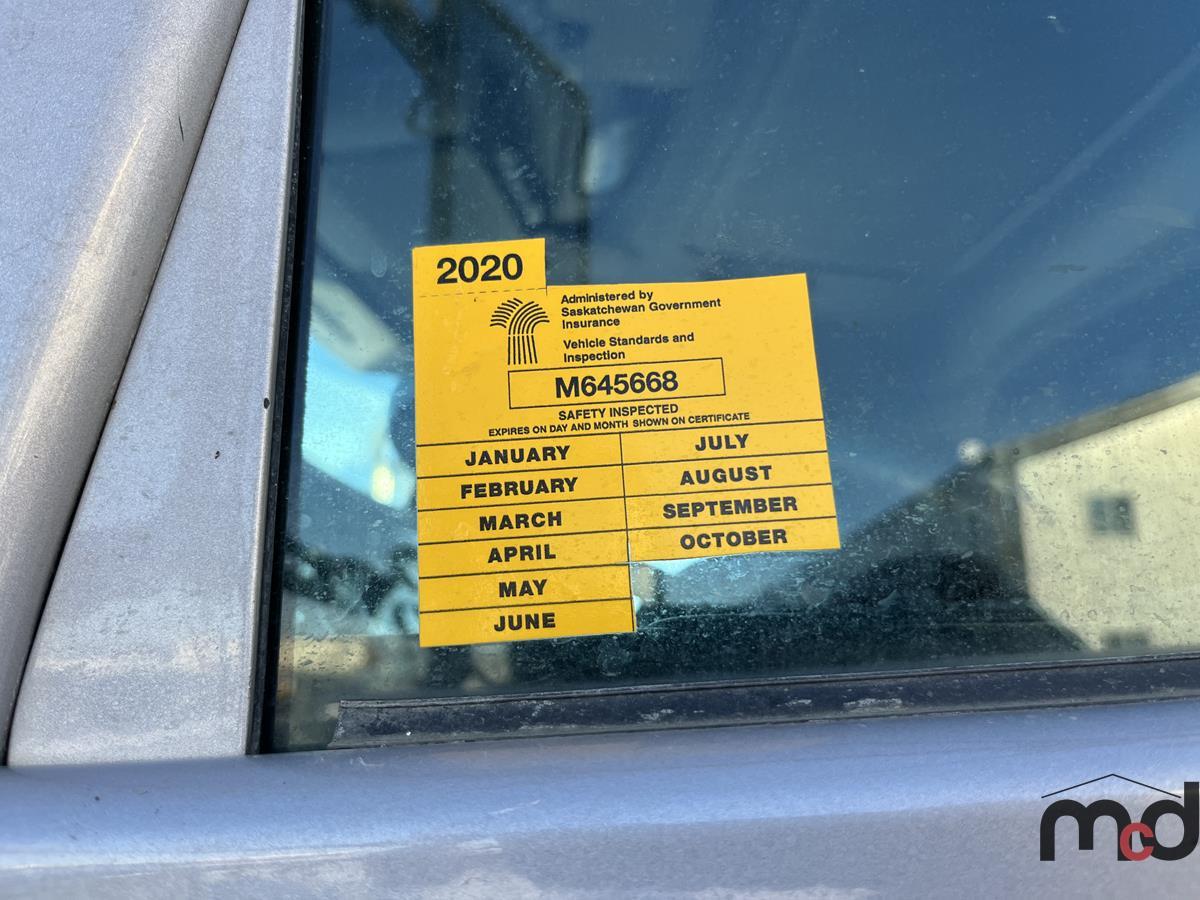 2020
Administered by
Saskatchewan Government
Insurance
Vehicle Standards and
Inspection
M645668
SAFETY INSPECTED
EXPIRES ON DAY AND MONTH SHOWN ON CERTIFICATE
JANUARY
FEBRUARY
MARCH
APRIL
MAY
JUNE
JULY
AUGUST
SEPTEMBER
OCTOBER
mcd